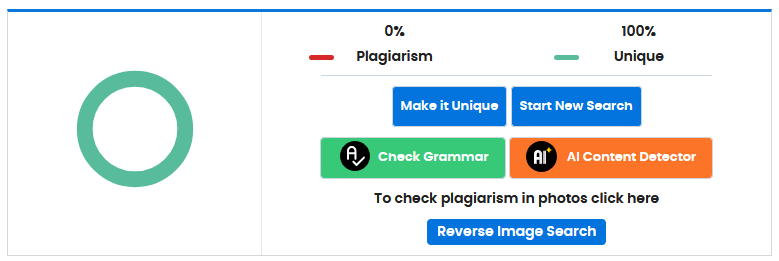 0% 100%
Plagiarism Unique
Make it Unique Start New Search
Check Grammar AI Content Detector
To check plagiarism in photos click here
Reverse Image Search